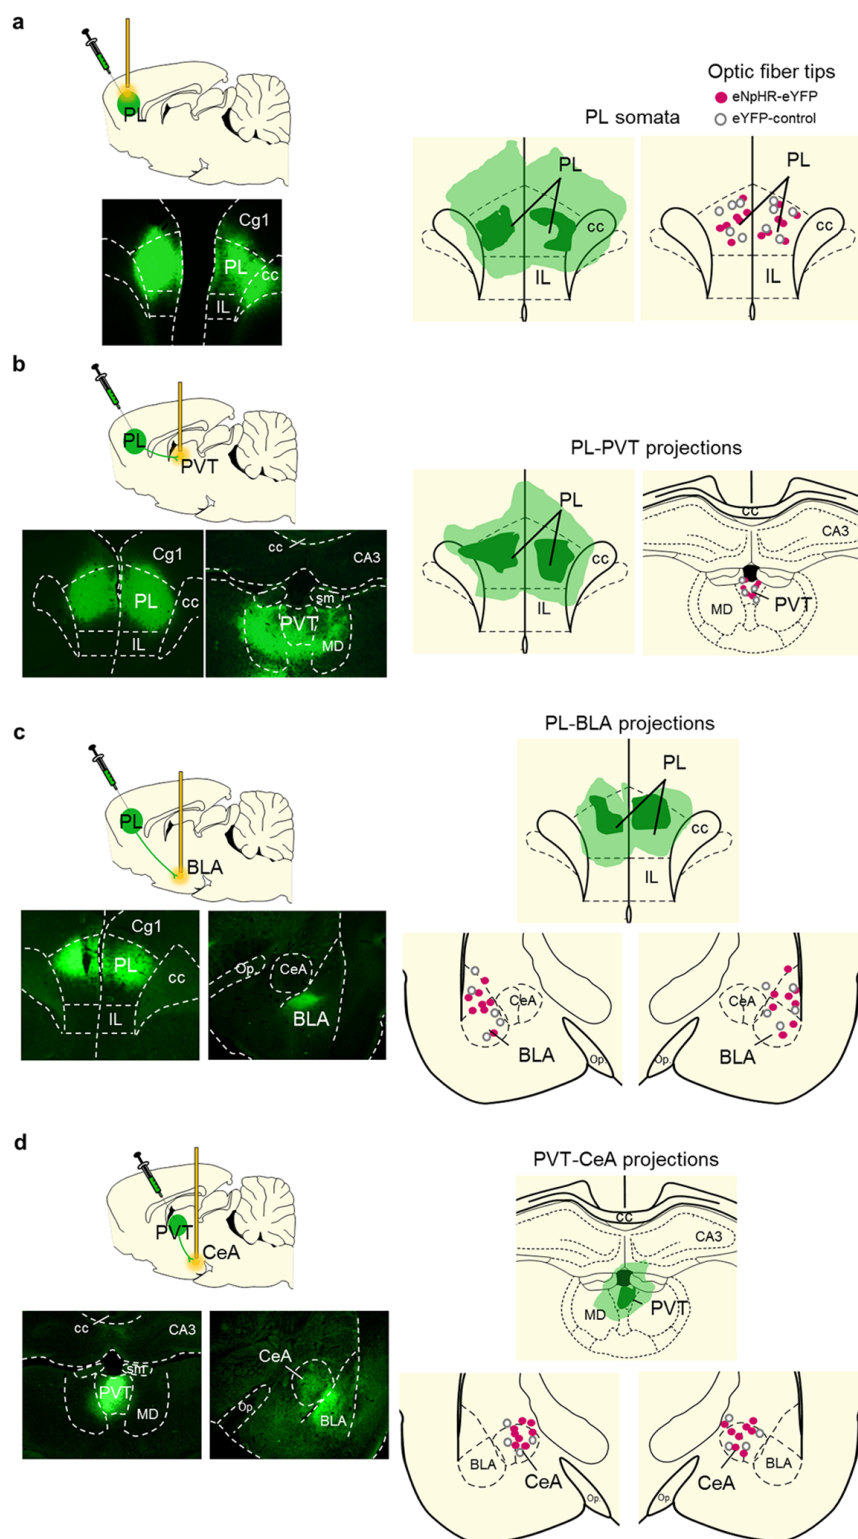 a
PL
Cg1
PL
cc
IL
Optic fiber tips
eNpHR-eYFP
eYFP-control
PL somata
PL
cc
IL
PL
cc
IL
b
PL
PVT
Cg1
PL
cc
IL
cc
CA3
sm
PVT
MD
PL-PVT projections
PL
cc
IL
cc
CA3
MD
PVT
c
PL
BLA
Cg1
PL
cc
IL
Op.
CeA
BLA
PL-BLA projections
PL
cc
IL
CeA
BLA
Op.
CeA
BLA
Op.
d
PVT
CeA
cc
CA3
sm
PVT
MD
CeA
Op.
BLA
PVT-CeA projections
cc
CA3
MD
PVT
BLA
CeA
Op.
BLA
CeA
Op.